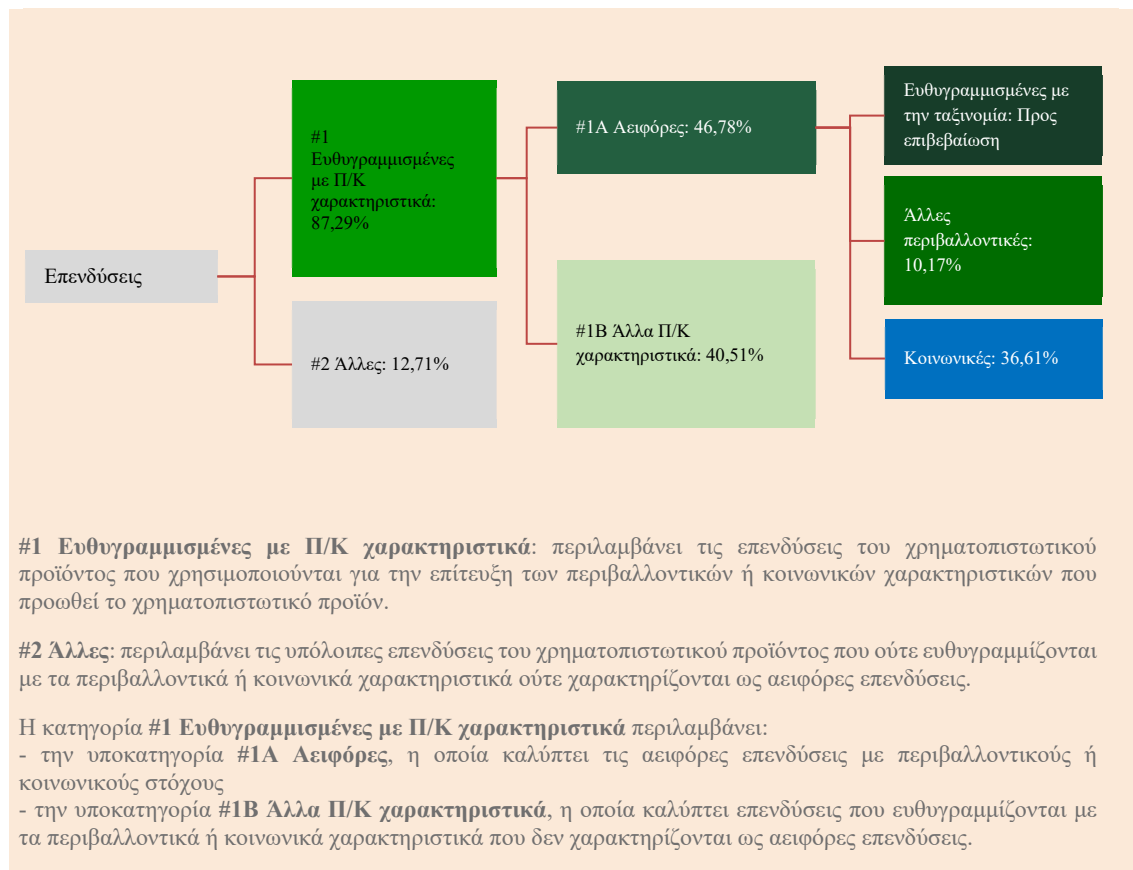 Επενδύσεις
#1
Ευθυγραμμισμένες
με Π/Κ
χαρακτηριστικά:
87,29%
#2 Άλλες: 12,71%
#1Α Αειφόρες: 46,78%
#1Β Άλλα Π/Κ
χαρακτηριστικά: 40,51%
Ευθυγραμμισμένες με
την ταξινομία: Προς
επιβεβαίωση
Άλλες
περιβαλλοντικές:
10,17%
Κοινωνικές: 36,61%
#1 Ευθυγραμμισμένες με Π/Κ χαρακτηριστικά: περιλαμβάνει τις επενδύσεις του χρηματοπιστωτικού
προϊόντος που χρησιμοποιούνται για την επίτευξη των περιβαλλοντικών ή κοινωνικών χαρακτηριστικών που
προωθεί το χρηματοπιστωτικό προϊόν.
#2 Άλλες: περιλαμβάνει τις υπόλοιπες επενδύσεις του χρηματοπιστωτικού προϊόντος που ούτε ευθυγραμμίζονται
με τα περιβαλλοντικά ή κοινωνικά χαρακτηριστικά ούτε χαρακτηρίζονται ως αειφόρες επενδύσεις.
Η κατηγορία #1 Ευθυγραμμισμένες με Π/Κ χαρακτηριστικά περιλαμβάνει:
- την υποκατηγορία #1Α Αειφόρες, η οποία καλύπτει τις αειφόρες επενδύσεις με περιβαλλοντικούς ή
κοινωνικούς στόχους
- την υποκατηγορία #1Β Άλλα Π/Κ χαρακτηριστικά, η οποία καλύπτει επενδύσεις που ευθυγραμμίζονται με
τα περιβαλλοντικά ή κοινωνικά χαρακτηριστικά που δεν χαρακτηρίζονται ως αειφόρες επενδύσεις.